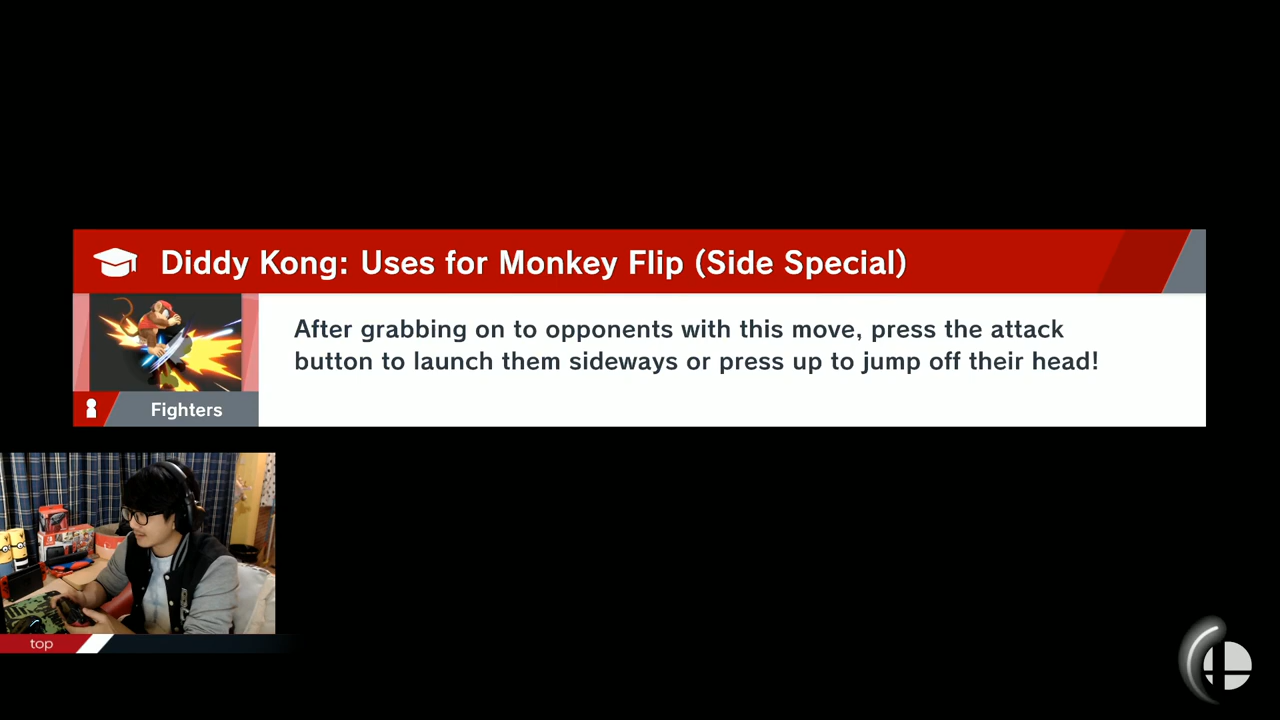 Diddy Kong: Uses for Monkey Flip (Side Special)
After grabbing on to opponents with this move, press the attack
button to launch them sideways or press up to jump off their head!
Fighters
top